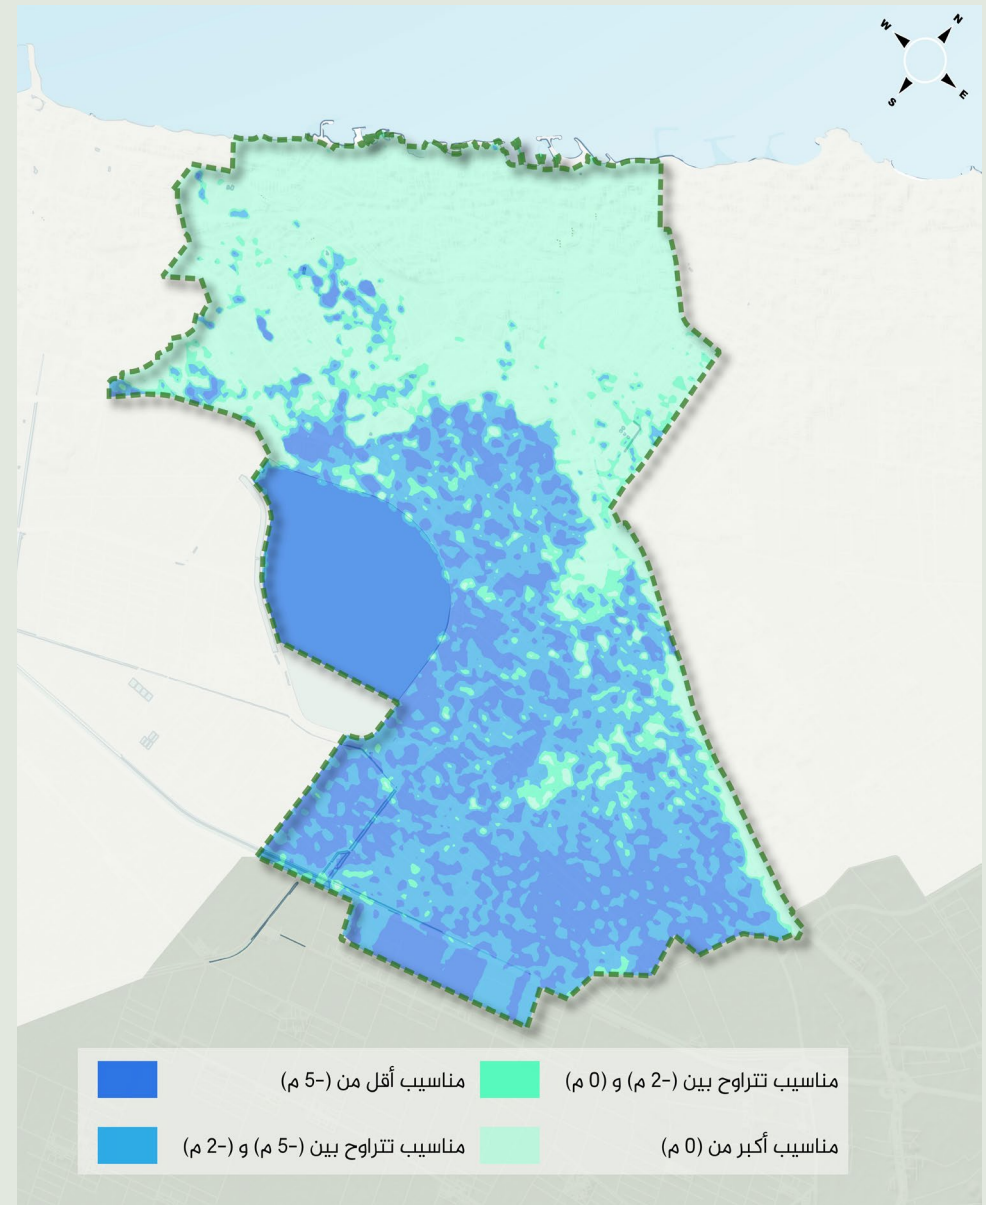 W
N
S
E
مناسيب تتراوح بين (-2 م) و (0 م)
مناسيب أقل من (-5 م)
مناسيب أكبر من (0 م)
مناسيب تتراوح بين (-5 م) و (-2 م)